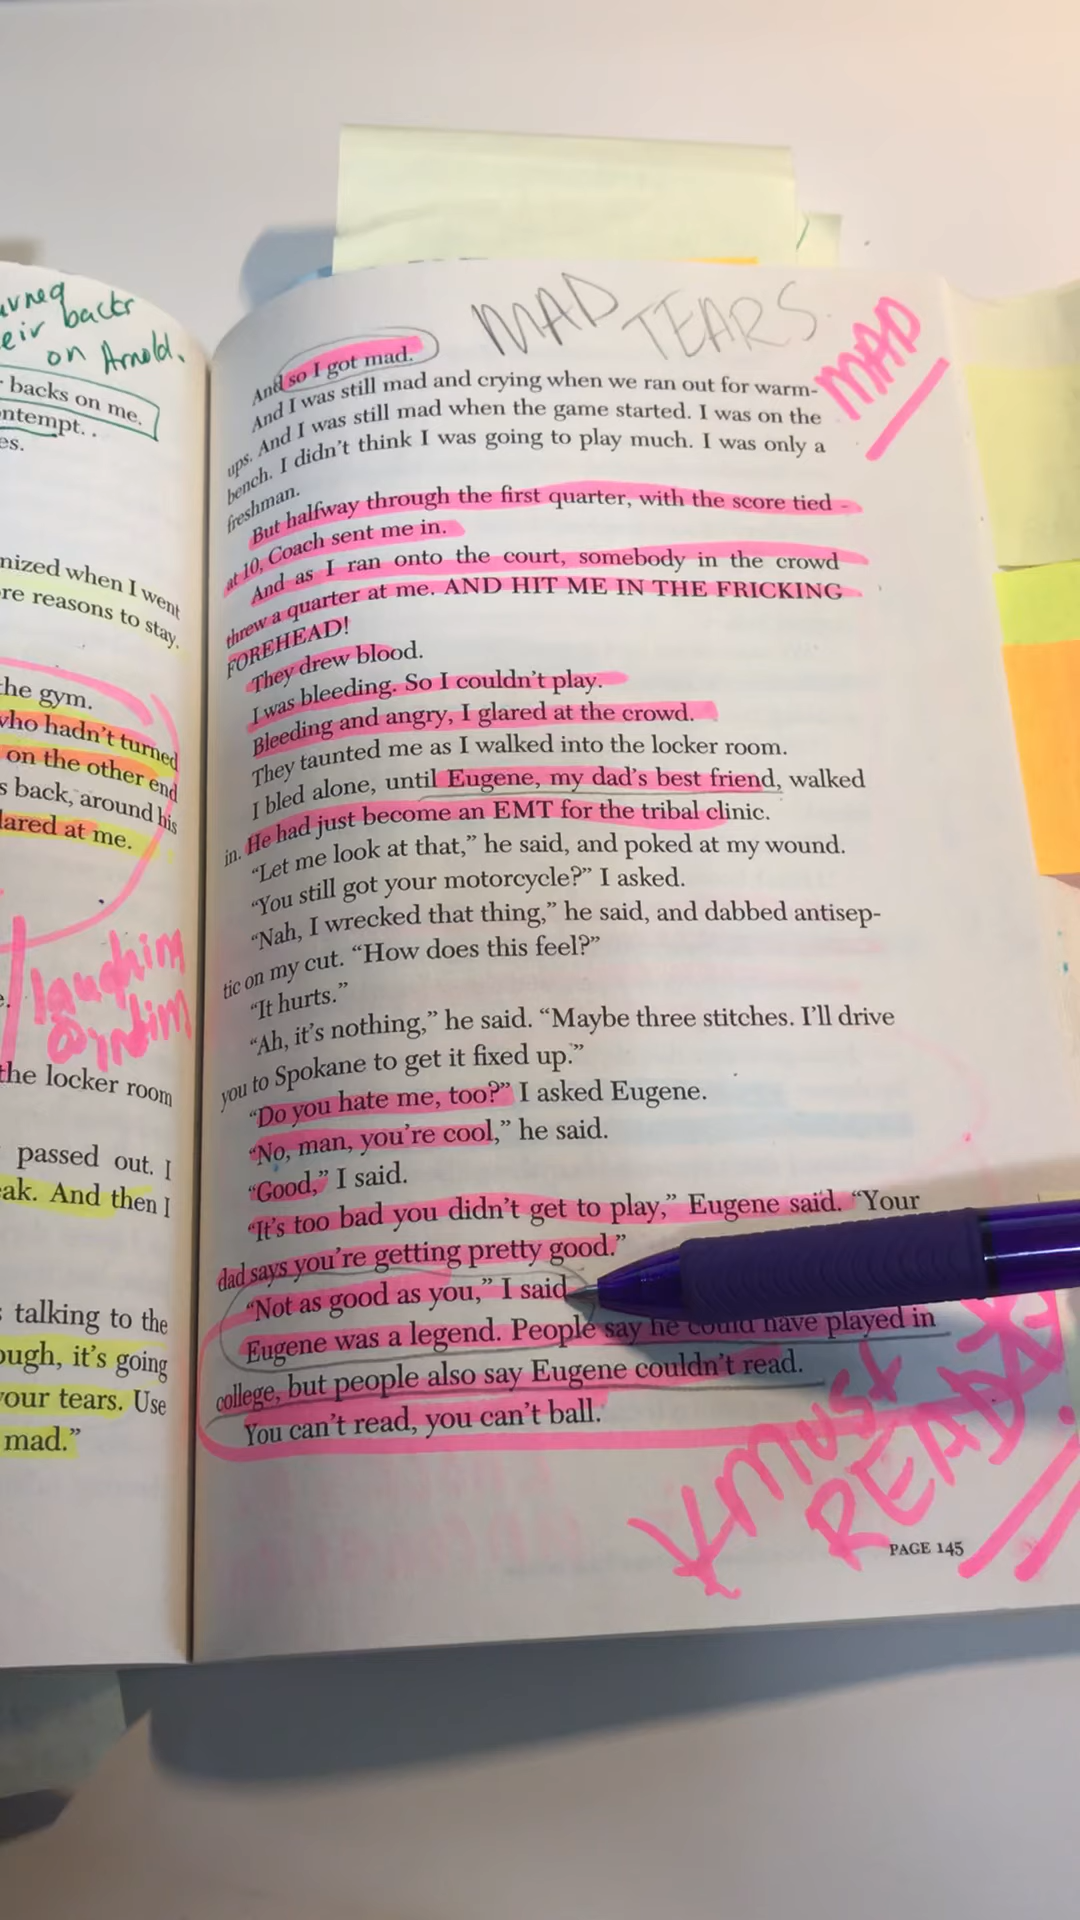 urned
eir backs
on Arnold.
backs on me.
ntempt. .
es.
nized when I went
re reasons to stay.
he gym.
who hadn't turned
on the other end
s back, around his
lared at me.
laughim
the locker room
passed out. I
eak. And then I
talking to the
ough, it's going
your tears. Use
mad."
MAD TEARS.
MAD
And so I got mad.
And I was still mad and crying when we ran out for warm-
ups. And I was still mad when the game started. I was on the
bench. I didn't think I was going to play much. I was only a
freshman.
But halfway through the first quarter, with the score tied
at 10, Coach sent me in.
And as I ran onto the court, somebody in the crowd
threw a quarter at me. AND HIT ME IN THE FRICKING
FOREHEAD!
They drew blood.
I was bleeding. So I couldn't play.
Bleeding and angry, I glared at the crowd.
They taunted me as I walked into the locker room.
I bled alone, until Eugene, my dad's best friend, walked
in. He had just become an EMT for the tribal clinic.
"Let me look at that," he said, and poked at my wound.
"You still got your motorcycle?" I asked.
"Nah, I wrecked that thing," he said, and dabbed antisep-
tic on my cut. "How does this feel?"
"It hurts."
"Ah, it's nothing," he said. "Maybe three stitches. I'll drive
you to Spokane to get it fixed up."
"Do you hate me, too?" I asked Eugene.
"No, man, you're cool," he said.
"Good," I said.
"It's too bad you didn't get to play," Eugene said. "Your
dad says you're getting pretty good."
"Not as good as you," I said
Eugene was a legend. People say he could have played in
college, but people also say Eugene couldn't read.
You can't read, you can't ball.
must
READ
PAGE 145